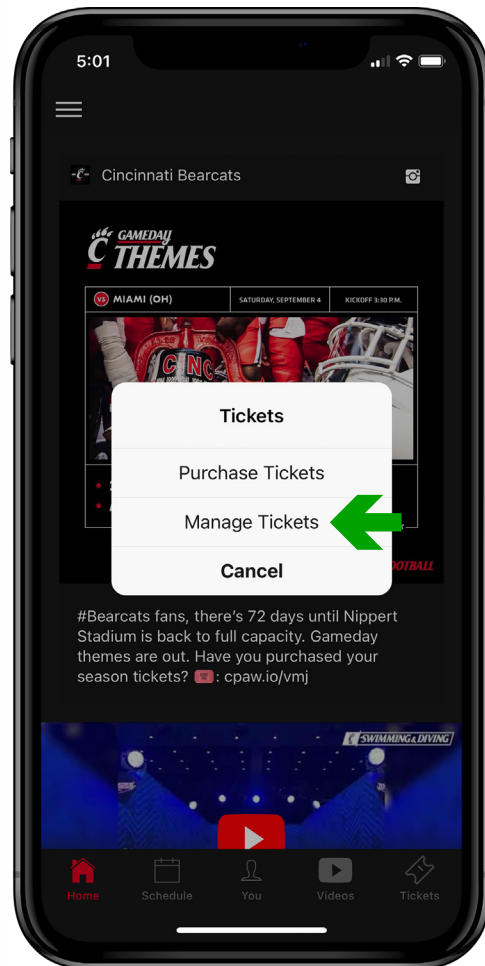 5:01
Cincinnati Bearcats
GAMEDAY
THEMES
VS MIAMI (OH) SATURDAY, SEPTEMBER 4 KICKOFF 3:30 P.M.
CINC
Tickets
Purchase Tickets
Manage Tickets
Cancel
OOTBALL
#Bearcats fans, there's 72 days until Nippert
Stadium is back to full capacity. Gameday
themes are out. Have you purchased your
season tickets? : cpaw.io/vmj
SWIMMING & DIVING
Home Schedule You Videos Tickets